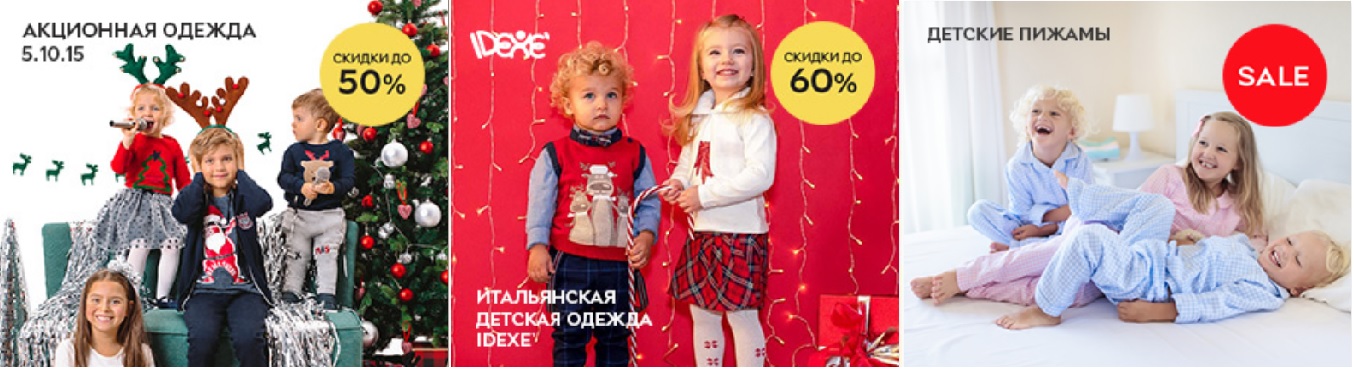 АКЦИОННАЯ ОДЕЖДА
5.10.15
СКИДКИ ДО
50%
IDEXE'
СКИДКИ ДО
60%
ИТАЛЬЯНСКАЯ
ДЕТСКАЯ ОДЕЖДА
IDEXE'
ДЕТСКИЕ ПИЖАМЫ
SALE